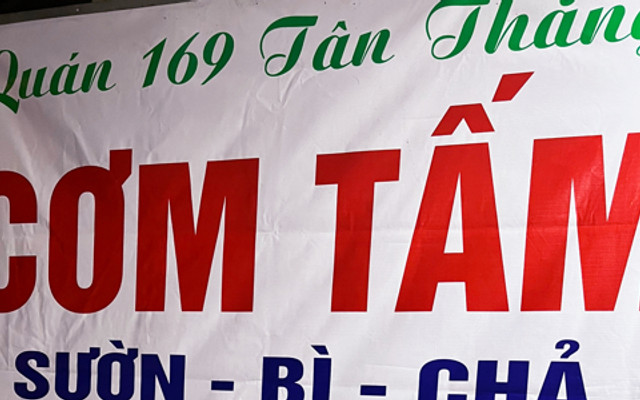 Quán 169 Tân Thắng
CƠM TẤM
SƯỜN - BÌ - CHẢ